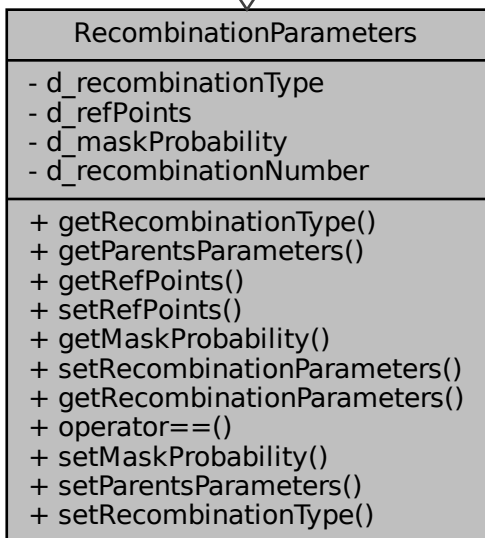 RecombinationParameters
- d_recombinationType
- d_refPoints
- d_maskProbability
- d_recombinationNumber
+ getRecombinationType()
+ getParentsParameters()
+ getRefPoints()
+ setRefPoints()
+ getMaskProbability()
+ setRecombinationParameters()
+ getRecombinationParameters()
+ operator==()
+ setMaskProbability()
+ setParentsParameters()
+ setRecombinationType()